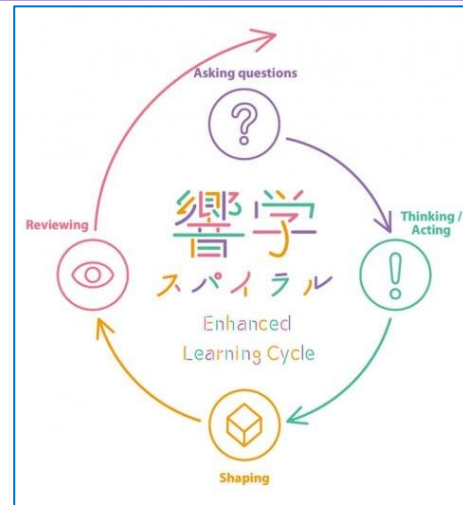 Asking questions
Thinking /
Acting
Reviewing
響学
スパイラル
Enhanced
Learning Cycle
Shaping